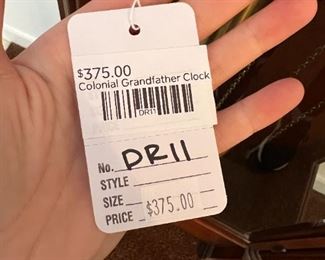 $375.00
Colonial Grandfather Clock
DR11
No. DR11
STYLE
SIZE
PRICE $375.00